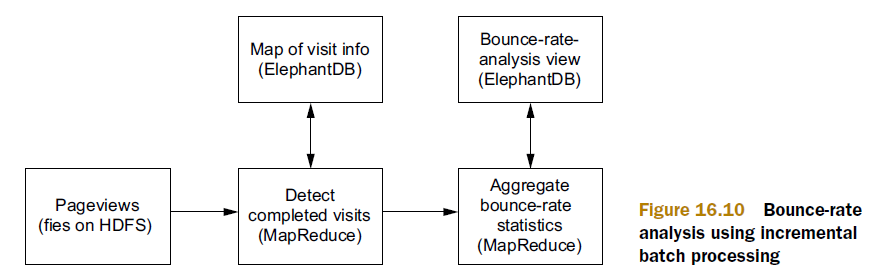 Map of visit info
(ElephantDB)
Bounce-rate-
analysis view
(ElephantDB)
Pageviews
(fies on HDFS)
Detect
completed visits
(MapReduce)
Aggregate
bounce-rate
statistics
(MapReduce)
Figure 16.10 Bounce-rate
analysis using incremental
batch processing